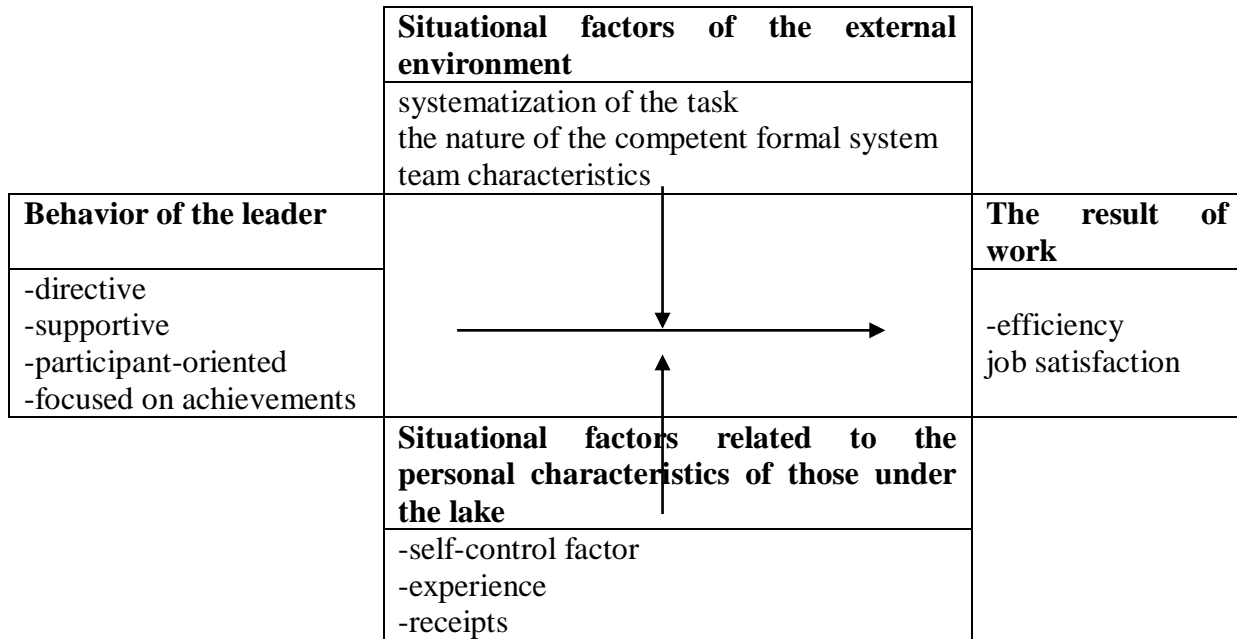 Situational factors of the external
environment
systematization of the task
the nature of the competent formal system
team characteristics
Behavior of the leader
-directive
-supportive
-participant-oriented
-focused on achievements
The result of
work
-efficiency
job satisfaction
Situational factors related to the
personal characteristics of those under
the lake
-self-control factor
-experience
-receipts